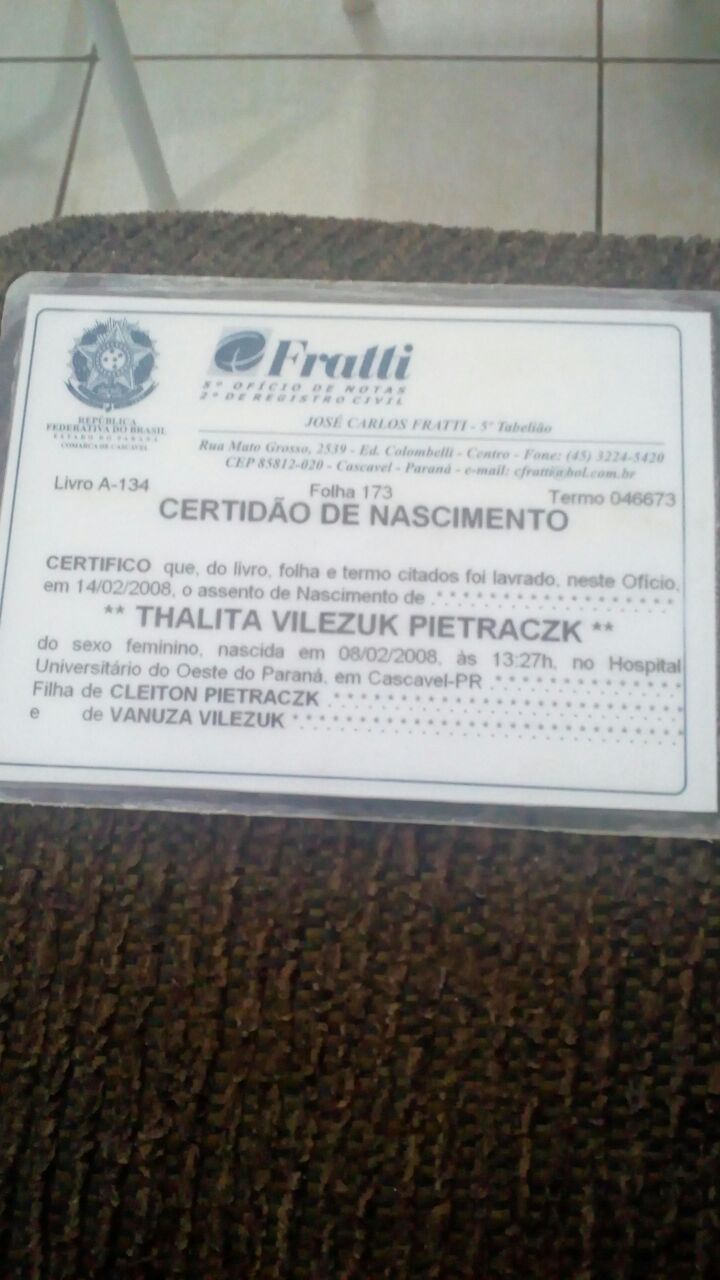 Fratti
5º OFÍCIO DE NOTAS
2º DE REGISTRO CIVIL
REPÚBLICA
FEDERATIVA DO BRASIL
ESTADO DO PARANÁ
COMARCA DE CASCAVEL
JOSÉ CARLOS FRATTI - 5º Tabelião
Rua Mato Grosso, 2539 - Ed. Colombelli - Centro - Fone: (45) 3224-5420
CEP 85812-020 - Cascavel - Paraná - e-mail: cfratti@bol.com.br
Livro A-134 Folha 173 Termo 046673
CERTIDÃO DE NASCIMENTO
CERTIFICO que, do livro, folha e termo citados foi lavrado, neste Ofício,
em 14/02/2008, o assento de Nascimento de * * * * * * * * * * * * * * * * * *
** THALITA VILEZUK PIETRACZK **
do sexo feminino, nascida em 08/02/2008, às 13:27h, no Hospital
Universitário do Oeste do Paraná, em Cascavel-PR * * * * * * * * * * * * * *
Filha de CLEITON PIETRACZK * * * * * * * * * * * * * * * * * * * * * * * * * *
e de VANUZA VILEZUK * * * * * * * * * * * * * * * * * * * * * * * * * * * * *